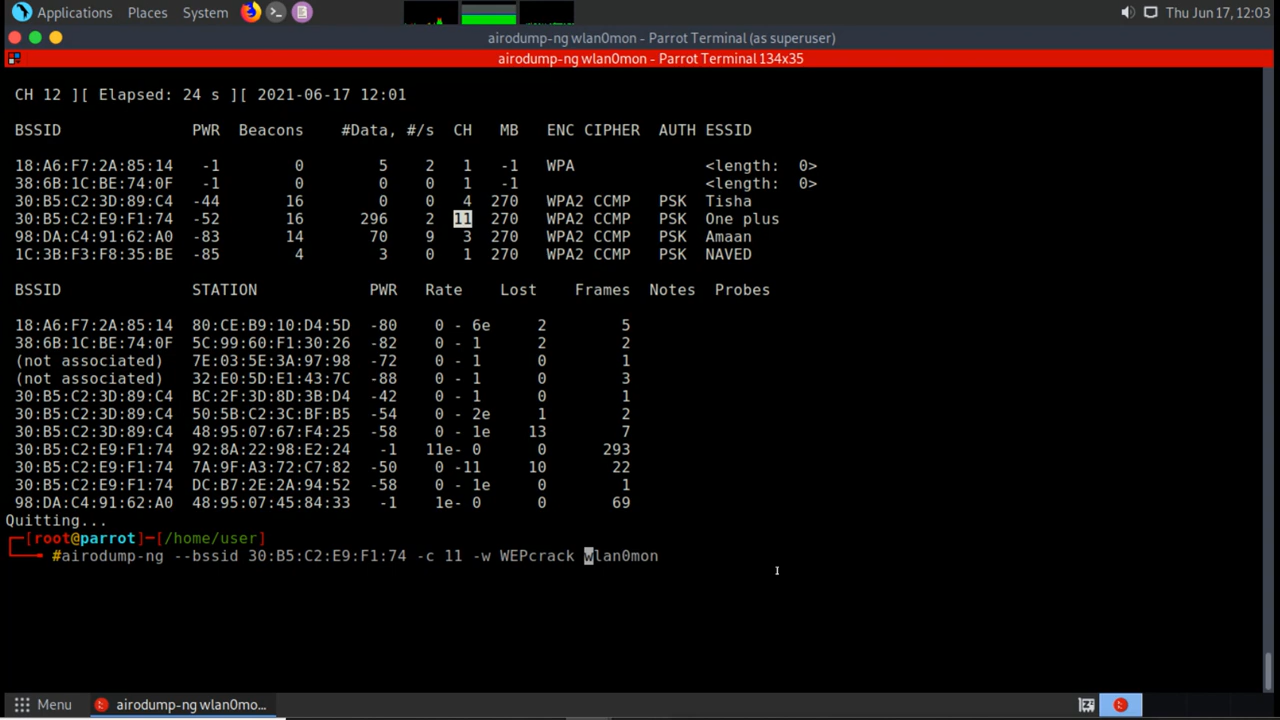 Applications Places System Thu Jun 17, 12:03
airodump-ng wlan0mon - Parrot Terminal (as superuser)
airodump-ng wlan0mon - Parrot Terminal 134x35
CH 12 ][ Elapsed: 24 s ][ 2021-06-17 12:01
BSSID PWR Beacons #Data, #/s CH MB ENC CIPHER AUTH ESSID
18:A6:F7:2A:85:14 -1 0 5 2 1 -1 WPA <length: 0>
38:6B:1C:BE:74:0F -1 0 0 0 1 -1 <length: 0>
30:B5:C2:3D:89:C4 -44 16 0 0 4 270 WPA2 CCMP PSK Tisha
30:B5:C2:E9:F1:74 -52 16 296 2 11 270 WPA2 CCMP PSK One plus
98:DA:C4:91:62:A0 -83 14 70 9 3 270 WPA2 CCMP PSK Amaan
1C:3B:F3:F8:35:BE -85 4 3 0 1 270 WPA2 CCMP PSK NAVED
BSSID STATION PWR Rate Lost Frames Notes Probes
18:A6:F7:2A:85:14 80:CE:B9:10:D4:5D -80 0 - 6e 2 5
38:6B:1C:BE:74:0F 5C:99:60:F1:30:26 -82 0 - 1 2 2
(not associated) 7E:03:5E:3A:97:98 -72 0 - 1 0 1
(not associated) 32:E0:5D:E1:43:7C -88 0 - 1 0 3
30:B5:C2:3D:89:C4 BC:2F:3D:8D:3B:D4 -42 0 - 1 0 1
30:B5:C2:3D:89:C4 50:5B:C2:3C:BF:B5 -54 0 - 2e 1 2
30:B5:C2:3D:89:C4 48:95:07:67:F4:25 -58 0 - 1e 13 7
30:B5:C2:E9:F1:74 92:8A:22:98:E2:24 -1 11e- 0 0 293
30:B5:C2:E9:F1:74 7A:9F:A3:72:C7:82 -50 0 -11 10 22
30:B5:C2:E9:F1:74 DC:B7:2E:2A:94:52 -58 0 - 1e 0 1
98:DA:C4:91:62:A0 48:95:07:45:84:33 -1 1e- 0 0 69
Quitting...
[root@parrot]─[/home/user]
#airodump-ng --bssid 30:B5:C2:E9:F1:74 -c 11 -w WEPcrack wlan0mon
Menu airodump-ng wlan0mo...